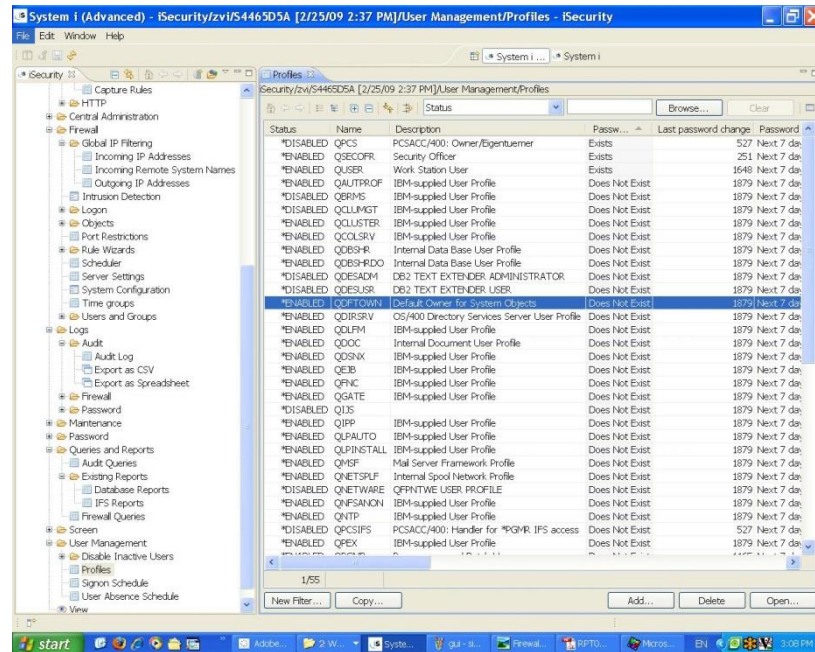 System i (Advanced) - iSecurity/zvi/S4465D5A [2/25/09 2:37 PM]/User Management/Profiles - iSecurity
File Edit Window Help
System i ... System i
iSecurity
Capture Rules
HTTP
Central Administration
Firewall
Global IP Filtering
Incoming IP Addresses
Incoming Remote System Names
Outgoing IP Addresses
Intrusion Detection
Logon
Objects
Port Restrictions
Rule Wizards
Scheduler
Server Settings
System Configuration
Time groups
Users and Groups
Logs
Audit
Audit Log
Export as CSV
Export as Spreadsheet
Firewall
Password
Maintenance
Password
Queries and Reports
Audit Queries
Existing Reports
Database Reports
IFS Reports
Firewall Queries
Screen
User Management
Disable Inactive Users
Profiles
Signon Schedule
User Absence Schedule
View
Profiles
iSecurity/zvi/S4465D5A [2/25/09 2:37 PM]/User Management/Profiles
Status Browse... Clear
Status Name Description Passw... Last password change Password
*DISABLED QPCS PCSACC/400: Owner/Eigentuemer Exists 527 Next 7 day
*ENABLED QSECOFR Security Officer Exists 251 Next 7 day
*ENABLED QUSER Work Station User Exists 1648 Next 7 day
*ENABLED QAUTPROF IBM-supplied User Profile Does Not Exist 1879 Next 7 day
*DISABLED QBRMS IBM-supplied User Profile Does Not Exist 1879 Next 7 day
*DISABLED QCLUMGT IBM-supplied User Profile Does Not Exist 1879 Next 7 day
*ENABLED QCLUSTER IBM-supplied User Profile Does Not Exist 1879 Next 7 day
*ENABLED QCOLSRV IBM-supplied User Profile Does Not Exist 1879 Next 7 day
*ENABLED QDBSHR Internal Data Base User Profile Does Not Exist 1879 Next 7 day
*ENABLED QDBSHRDO Internal Data Base User Profile Does Not Exist 1879 Next 7 day
*DISABLED QDESADM DB2 TEXT EXTENDER ADMINISTRATOR Does Not Exist 1879 Next 7 day
*DISABLED QDESUSR DB2 TEXT EXTENDER USER Does Not Exist 1879 Next 7 day
*ENABLED QDFTOWN Default Owner for System Objects Does Not Exist 1879 Next 7 day
*ENABLED QDIRSRV OS/400 Directory Services Server User Profile Does Not Exist 1879 Next 7 day
*ENABLED QDLFM IBM-supplied User Profile Does Not Exist 1879 Next 7 day
*ENABLED QDOC Internal Document User Profile Does Not Exist 1879 Next 7 day
*ENABLED QDSNX IBM-supplied User Profile Does Not Exist 1879 Next 7 day
*ENABLED QEJB IBM-supplied User Profile Does Not Exist 1879 Next 7 day
*ENABLED QFNC IBM-supplied User Profile Does Not Exist 1879 Next 7 day
*ENABLED QGATE IBM-supplied User Profile Does Not Exist 1879 Next 7 day
*DISABLED QIJS Does Not Exist 1879 Next 7 day
*ENABLED QIPP IBM-supplied User Profile Does Not Exist 1879 Next 7 day
*ENABLED QLPAUTO IBM-supplied User Profile Does Not Exist 1879 Next 7 day
*ENABLED QLPINSTALL IBM-supplied User Profile Does Not Exist 1879 Next 7 day
*ENABLED QMSF Mail Server Framework Profile Does Not Exist 1879 Next 7 day
*ENABLED QNETSPLF Internal Spool Network Profile Does Not Exist 1879 Next 7 day
*DISABLED QNETWARE QFPNTWE USER PROFILE Does Not Exist 1879 Next 7 day
*ENABLED QNFSANON IBM-supplied User Profile Does Not Exist 1879 Next 7 day
*ENABLED QNTP IBM-supplied User Profile Does Not Exist 1879 Next 7 day
*DISABLED QPCSIFS PCSACC/400: Handler for *PGMR IFS access Does Not Exist 527 Next 7 day
*ENABLED QPEX IBM-supplied User Profile Does Not Exist 1879 Next 7 day
1/55
New Filter... Copy... Add... Delete Open...
start Adobe... 2 W... Syste... gui - si... Firewal... RPTO... Micros... EN 3:08 PM